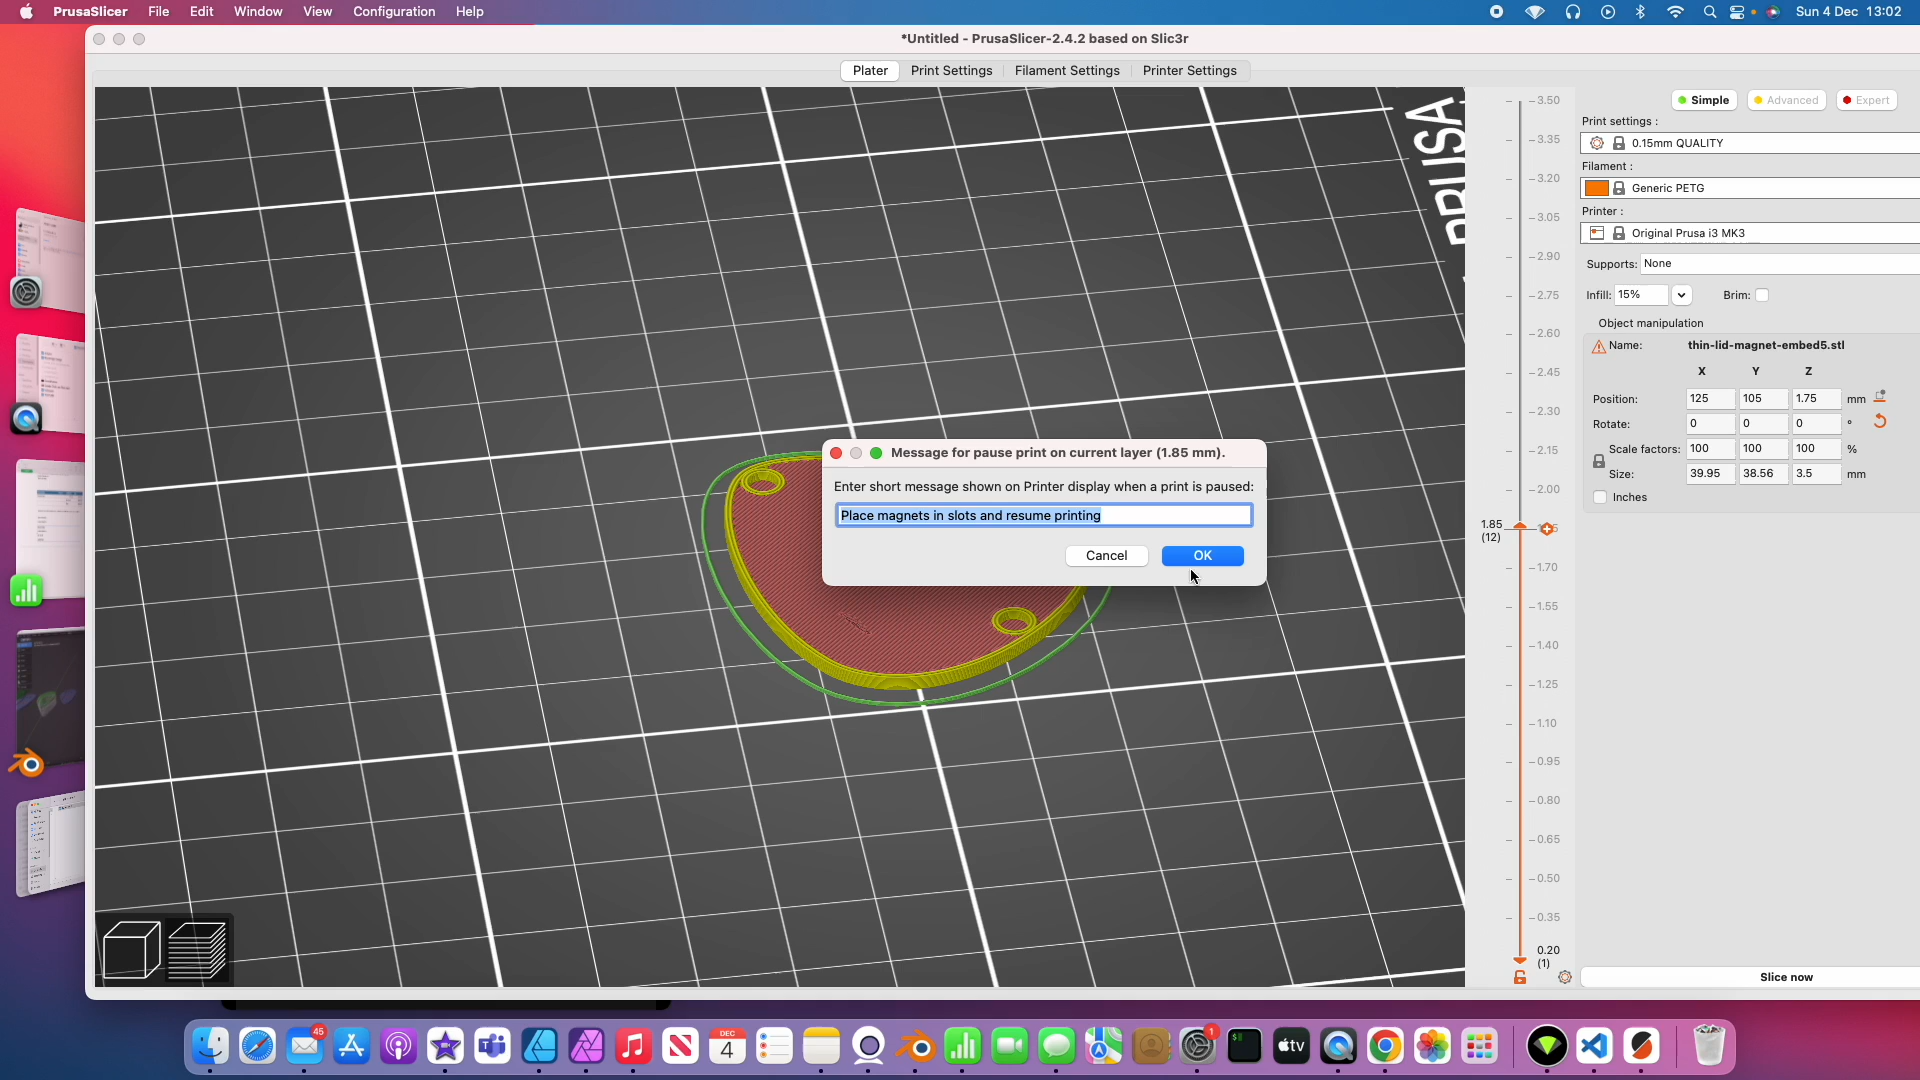 PrusaSlicer File Edit Window View Configuration Help
Sun 4 Dec 13:02
*Untitled - PrusaSlicer-2.4.2 based on Slic3r
Plater Print Settings Filament Settings Printer Settings
PRUSA
Simple Advanced Expert
Print settings :
0.15mm QUALITY
Filament :
Generic PETG
Printer :
Original Prusa i3 MK3
Supports: None
Infill: 15% Brim:
Object manipulation
Name: thin-lid-magnet-embed5.stl
X Y Z
Position: 125 105 1.75 mm
Rotate: 0 0 0 °
Scale factors: 100 100 100 %
Size: 39.95 38.56 3.5 mm
Inches
3.50
3.35
3.20
3.05
2.90
2.75
2.60
2.45
2.30
2.15
2.00
1.85
(12)
1.70
1.55
1.40
1.25
1.10
0.95
0.80
0.65
0.50
0.35
0.20
(1)
Message for pause print on current layer (1.85 mm).
Enter short message shown on Printer display when a print is paused:
Place magnets in slots and resume printing
Cancel OK
Slice now
45
DEC
4
1
tv